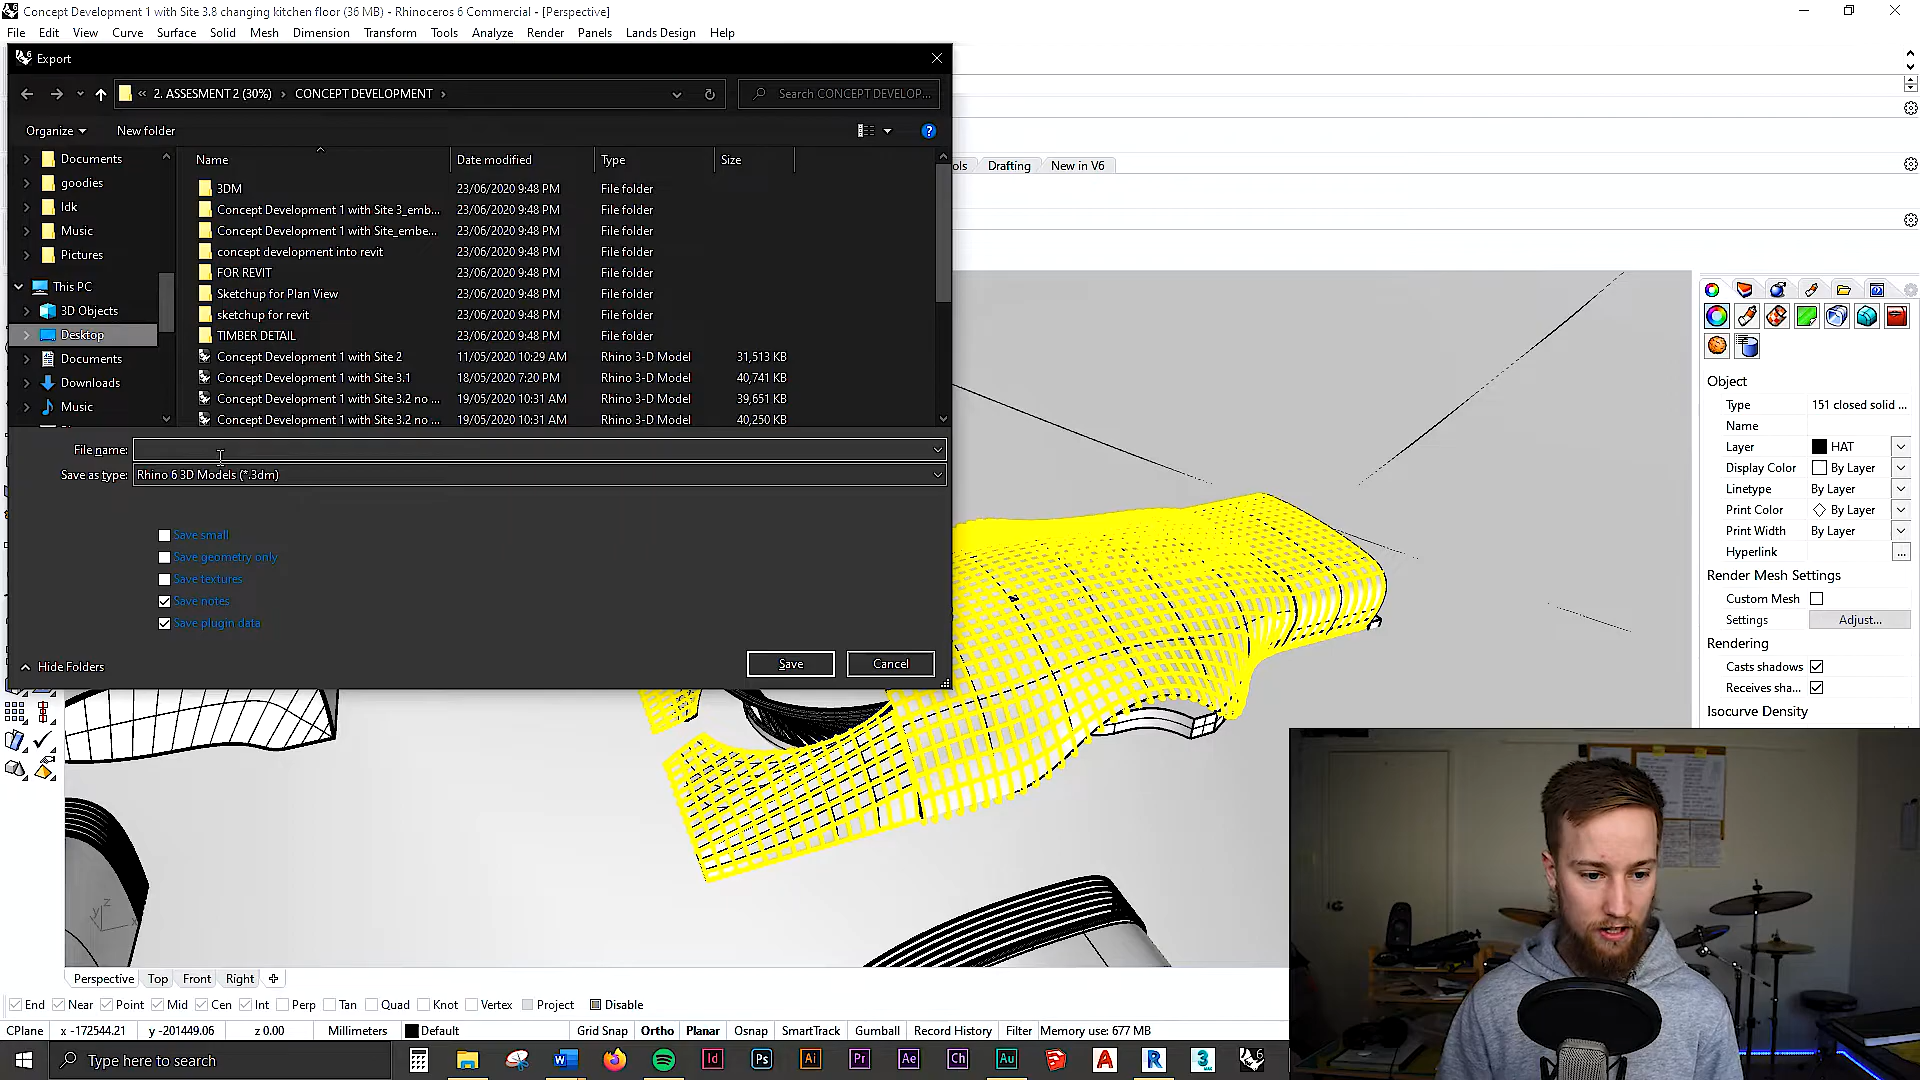 Concept Development 1 with Site 3.8 changing kitchen floor (36 MB) - Rhinoceros 6 Commercial - [Perspective]
File Edit View Curve Surface Solid Mesh Dimension Transform Tools Analyze Render Panels Lands Design Help
Export
« 2. ASSESMENT 2 (30%) › CONCEPT DEVELOPMENT ›
Search CONCEPT DEVELOP...
Organize New folder
Name Date modified Type Size
Documents
goodies
Idk
Music
Pictures
This PC
3D Objects
Desktop
Documents
Downloads
Music
3DM 23/06/2020 9:48 PM File folder
Concept Development 1 with Site 3_emb... 23/06/2020 9:48 PM File folder
Concept Development 1 with Site_embe... 23/06/2020 9:48 PM File folder
concept development into revit 23/06/2020 9:48 PM File folder
FOR REVIT 23/06/2020 9:48 PM File folder
Sketchup for Plan View 23/06/2020 9:48 PM File folder
sketchup for revit 23/06/2020 9:48 PM File folder
TIMBER DETAIL 23/06/2020 9:48 PM File folder
Concept Development 1 with Site 2 11/05/2020 10:29 AM Rhino 3-D Model 31,513 KB
Concept Development 1 with Site 3.1 18/05/2020 7:20 PM Rhino 3-D Model 40,741 KB
Concept Development 1 with Site 3.2 no ... 19/05/2020 10:31 AM Rhino 3-D Model 39,651 KB
Concept Development 1 with Site 3.2 no ... 19/05/2020 10:31 AM Rhino 3-D Model 40,250 KB
File name:
Save as type: Rhino 6 3D Models (*.3dm)
Save small
Save geometry only
Save textures
Save notes
Save plugin data
Hide Folders
Save Cancel
ols Drafting New in V6
Object
Type 151 closed solid ...
Name
Layer HAT
Display Color By Layer
Linetype By Layer
Print Color By Layer
Print Width By Layer
Hyperlink ...
Render Mesh Settings
Custom Mesh
Settings Adjust...
Rendering
Casts shadows
Receives sha...
Isocurve Density
z
y
x
Perspective Top Front Right
End Near Point Mid Cen Int Perp Tan Quad Knot Vertex Project Disable
CPlane x -172544.21 y -201449.06 z 0.00 Millimeters Default Grid Snap Ortho Planar Osnap SmartTrack Gumball Record History Filter Memory use: 677 MB
Type here to search
Id Ps Ai Pr Ae Ch Au A R 3